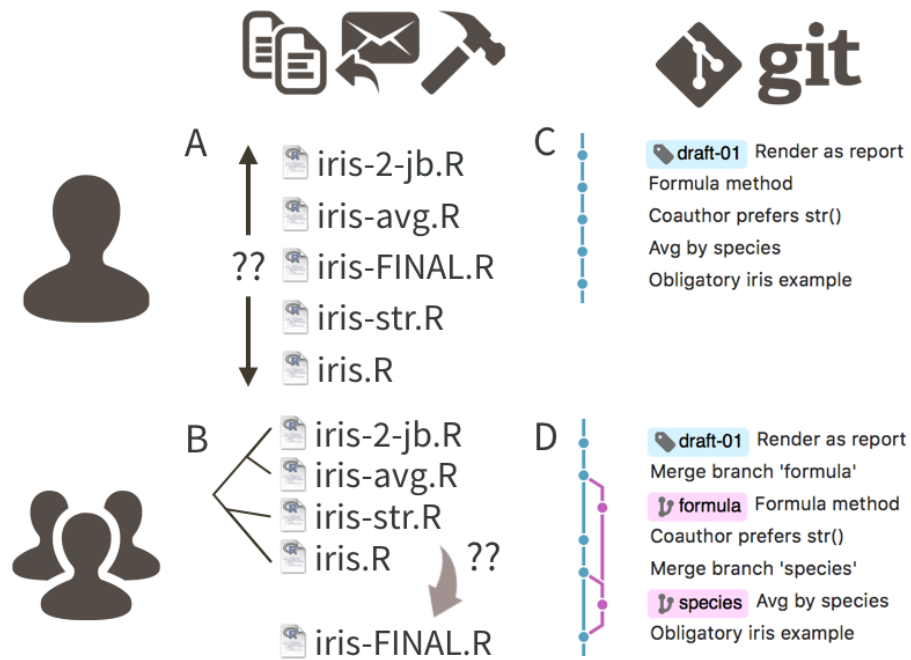 git
A
iris-2-jb.R
iris-avg.R
??
iris-FINAL.R
iris-str.R
iris.R
C
draft-01 Render as report
Formula method
Coauthor prefers str()
Avg by species
Obligatory iris example
B
iris-2-jb.R
iris-avg.R
iris-str.R
iris.R
??
iris-FINAL.R
D
draft-01 Render as report
Merge branch 'formula'
formula Formula method
Coauthor prefers str()
Merge branch 'species'
species Avg by species
Obligatory iris example